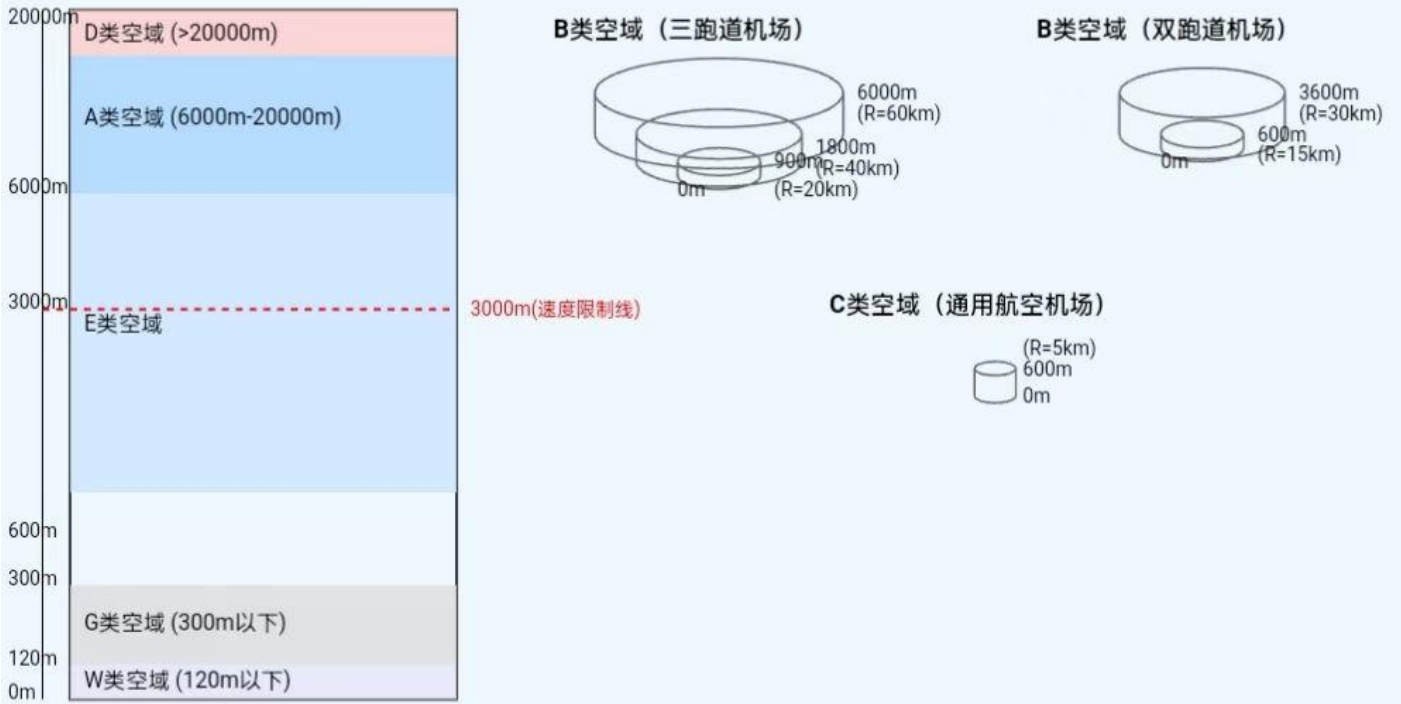 20000m
D类空域 (>20000m)
A类空域 (6000m-20000m)
6000m
3000m
3000m(速度限制线)
E类空域
600m
300m
G类空域 (300m以下)
120m
W类空域 (120m以下)
0m
B类空域（三跑道机场）
6000m
(R=60km)
1800m
(R=40km)
900m
(R=20km)
0m
B类空域（双跑道机场）
3600m
(R=30km)
600m
(R=15km)
0m
C类空域（通用航空机场）
(R=5km)
600m
0m